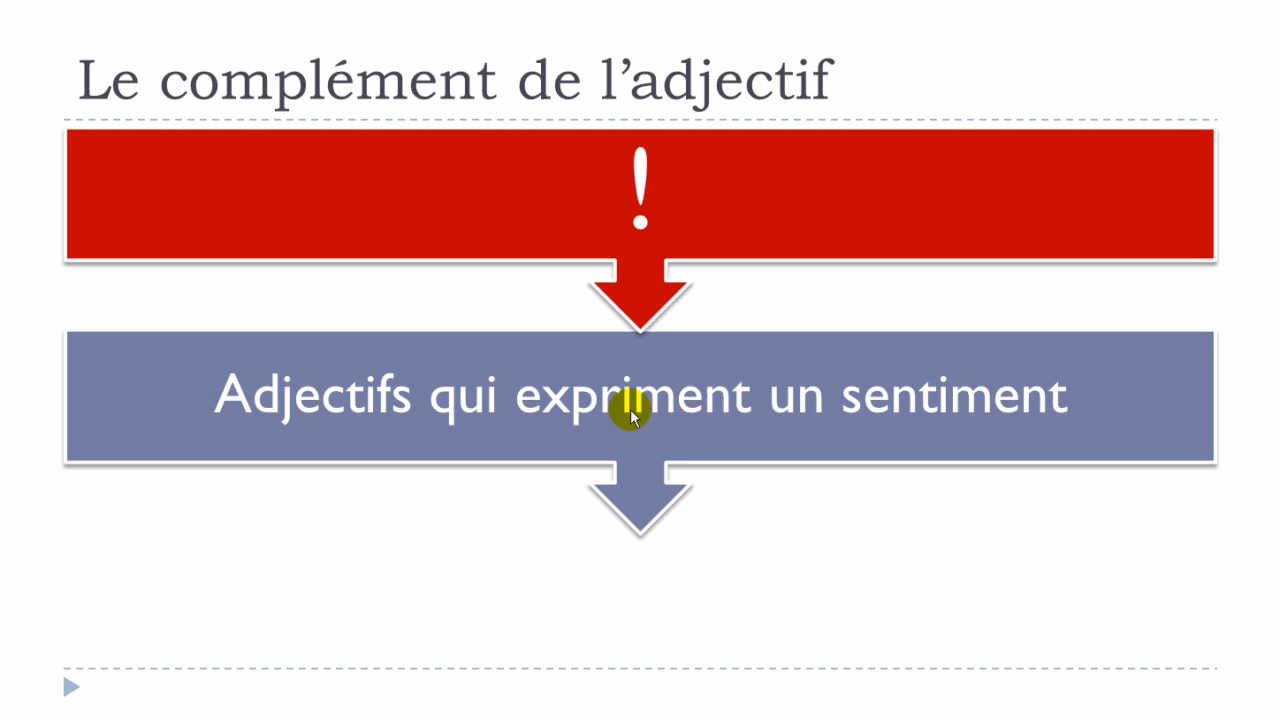 Le complément de l’adjectif
!
Adjectifs qui expriment un sentiment